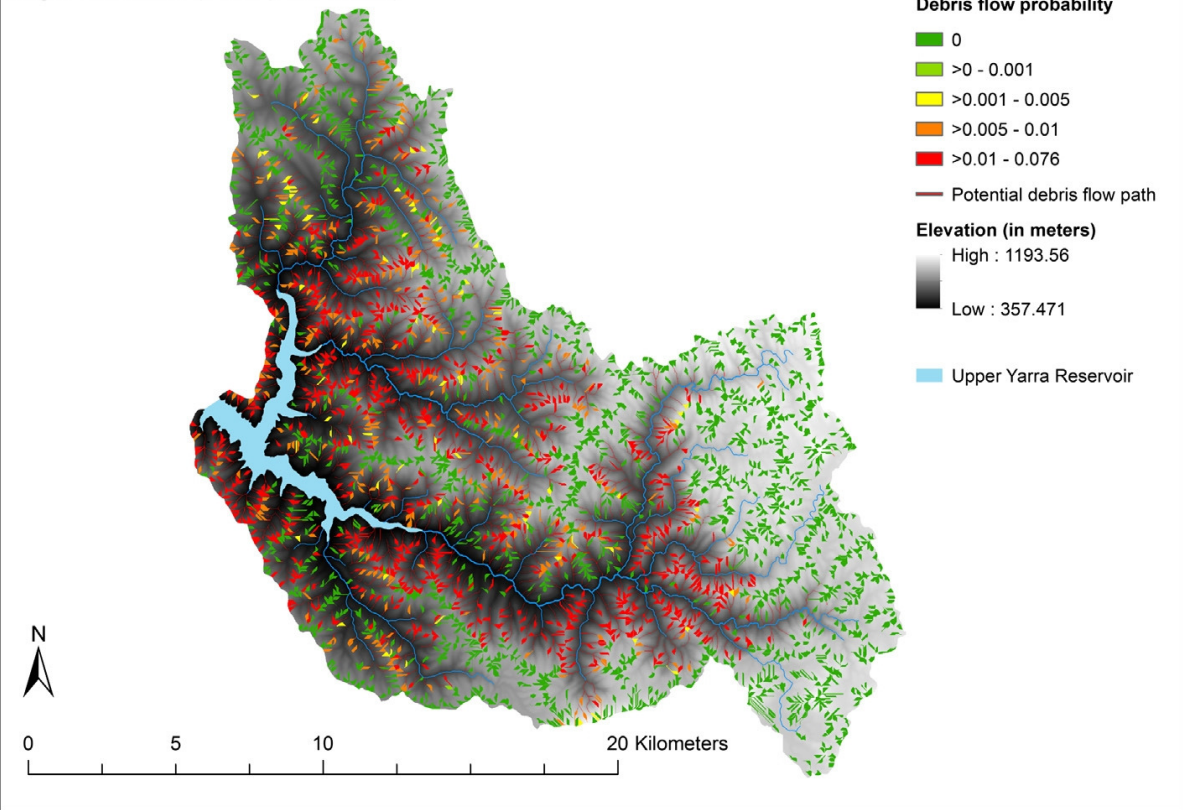 Debris flow probability
0
>0 - 0.001
>0.001 - 0.005
>0.005 - 0.01
>0.01 - 0.076
Potential debris flow path
Elevation (in meters)
High : 1193.56
Low : 357.471
Upper Yarra Reservoir
N
0 5 10 20 Kilometers